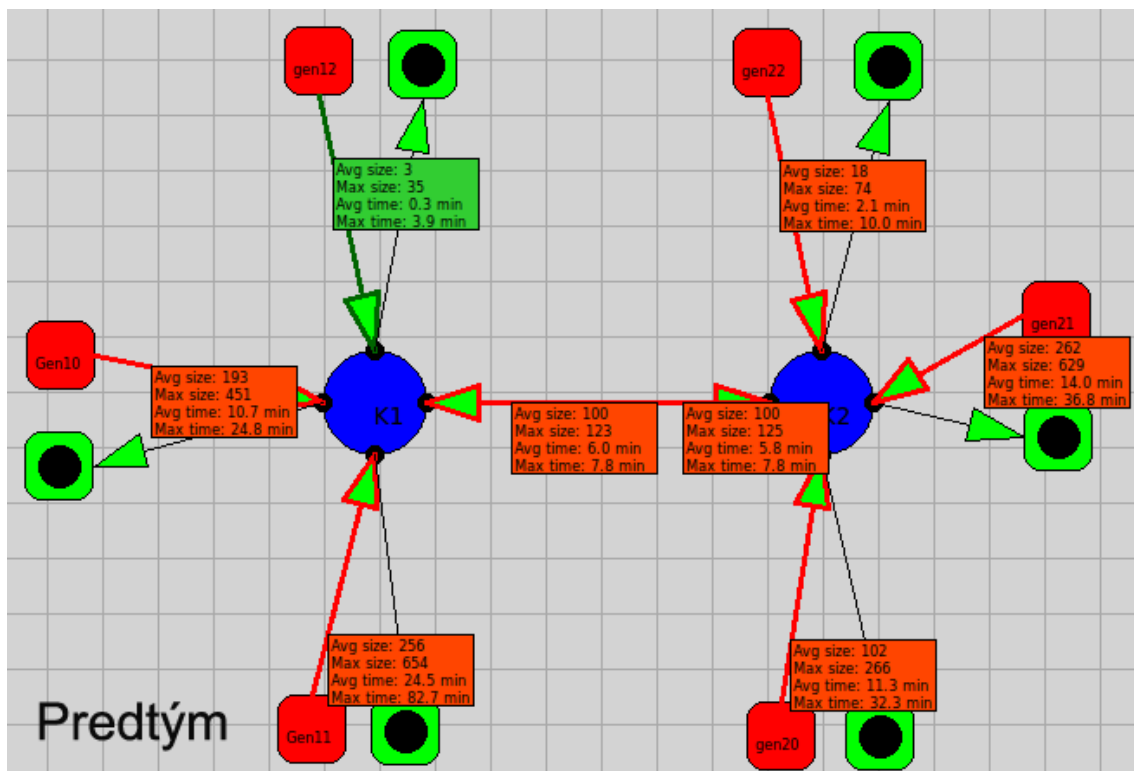 gen12
gen22
Avg size: 3
Max size: 35
Avg time: 0.3 min
Max time: 3.9 min
Avg size: 18
Max size: 74
Avg time: 2.1 min
Max time: 10.0 min
Gen10
gen21
Avg size: 193
Max size: 451
Avg time: 10.7 min
Max time: 24.8 min
K1
Avg size: 100
Max size: 123
Avg time: 6.0 min
Max time: 7.8 min
Avg size: 100
Max size: 125
Avg time: 5.8 min
Max time: 7.8 min
K2
Avg size: 262
Max size: 629
Avg time: 14.0 min
Max time: 36.8 min
Avg size: 256
Max size: 654
Avg time: 24.5 min
Max time: 82.7 min
Avg size: 102
Max size: 266
Avg time: 11.3 min
Max time: 32.3 min
Predtým
Gen11
gen20